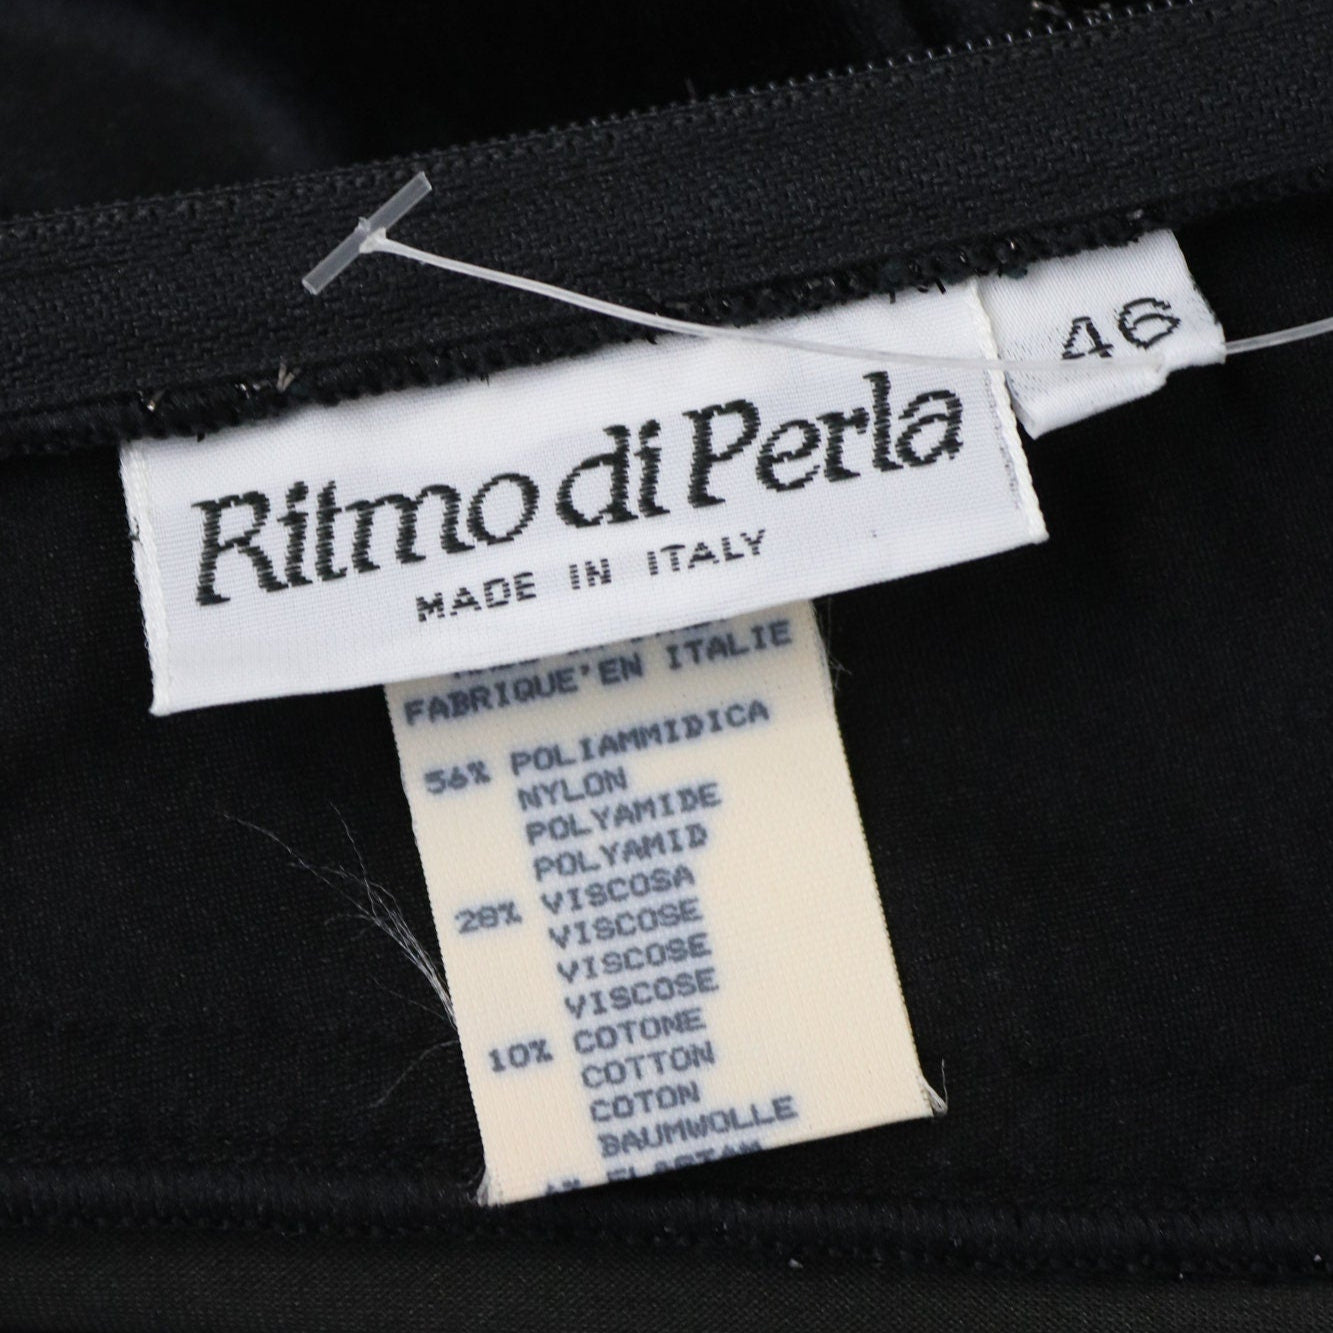 46
Ritmo di Perla
MADE IN ITALY
FABRIQUE'EN ITALIE
56% POLIAMMIDICA
NYLON
POLYAMIDE
POLYAMID
28% VISCOSA
VISCOSE
VISCOSE
VISCOSE
10% COTONE
COTTON
COTON
BAUMWOLLE